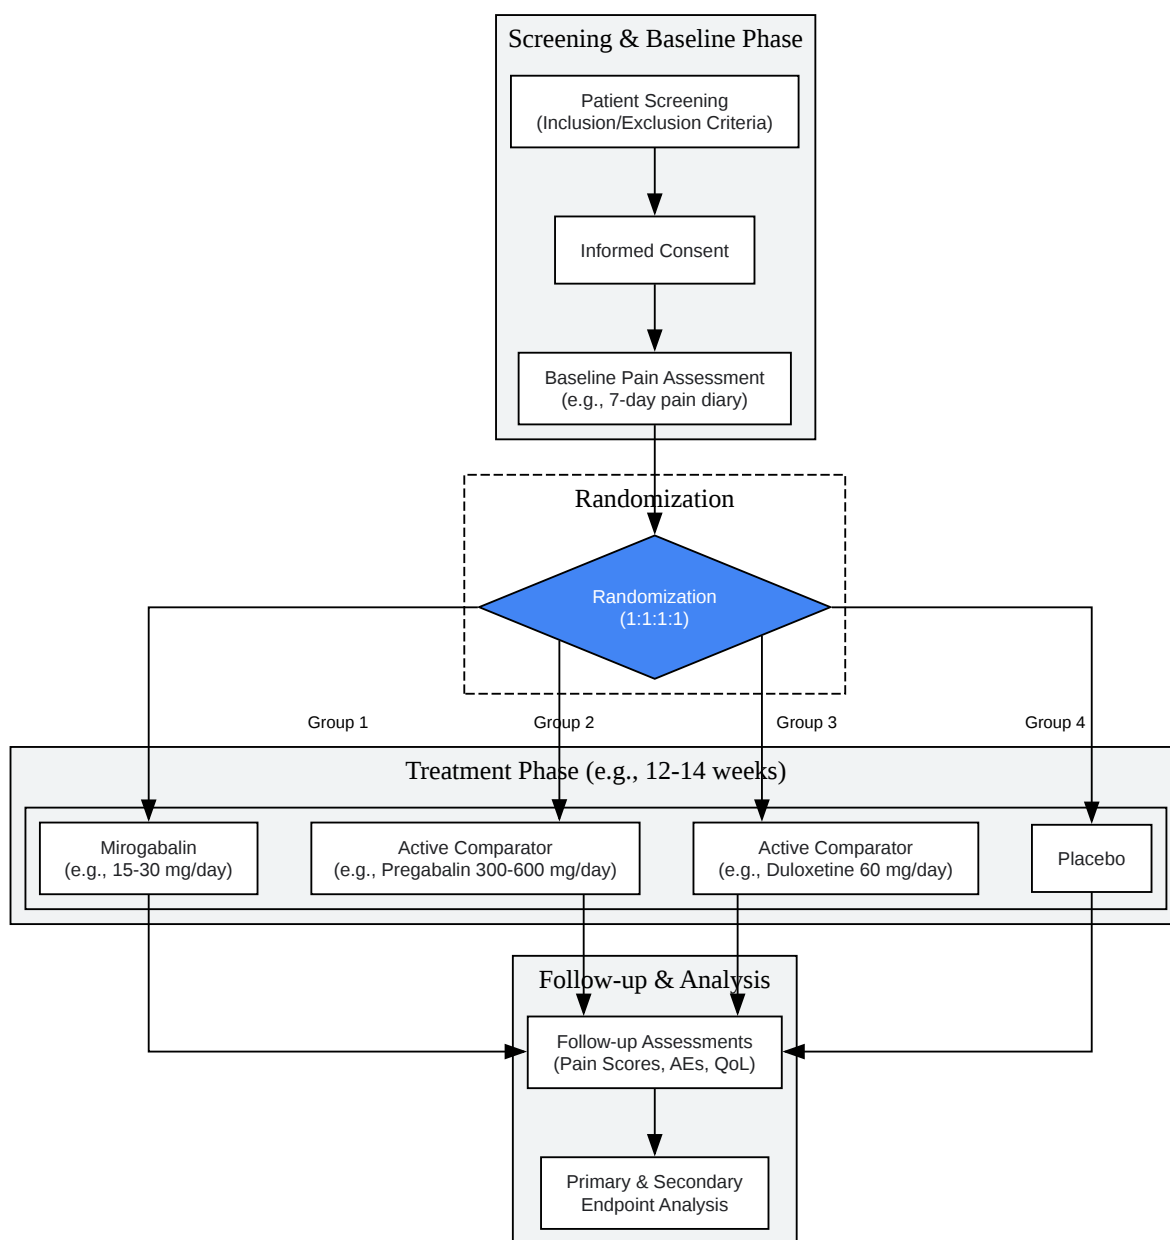 Screening & Baseline Phase
Patient Screening
(Inclusion/Exclusion Criteria)
Informed Consent
Baseline Pain Assessment
(e.g., 7-day pain diary)
Randomization
Randomization
(1:1:1:1)
Group 1
Group 2
Group 3
Group 4
Treatment Phase (e.g., 12-14 weeks)
Mirogabalin
(e.g., 15-30 mg/day)
Active Comparator
(e.g., Pregabalin 300-600 mg/day)
Active Comparator
(e.g., Duloxetine 60 mg/day)
Placebo
Follow-up & Analysis
Follow-up Assessments
(Pain Scores, AEs, QoL)
Primary & Secondary
Endpoint Analysis